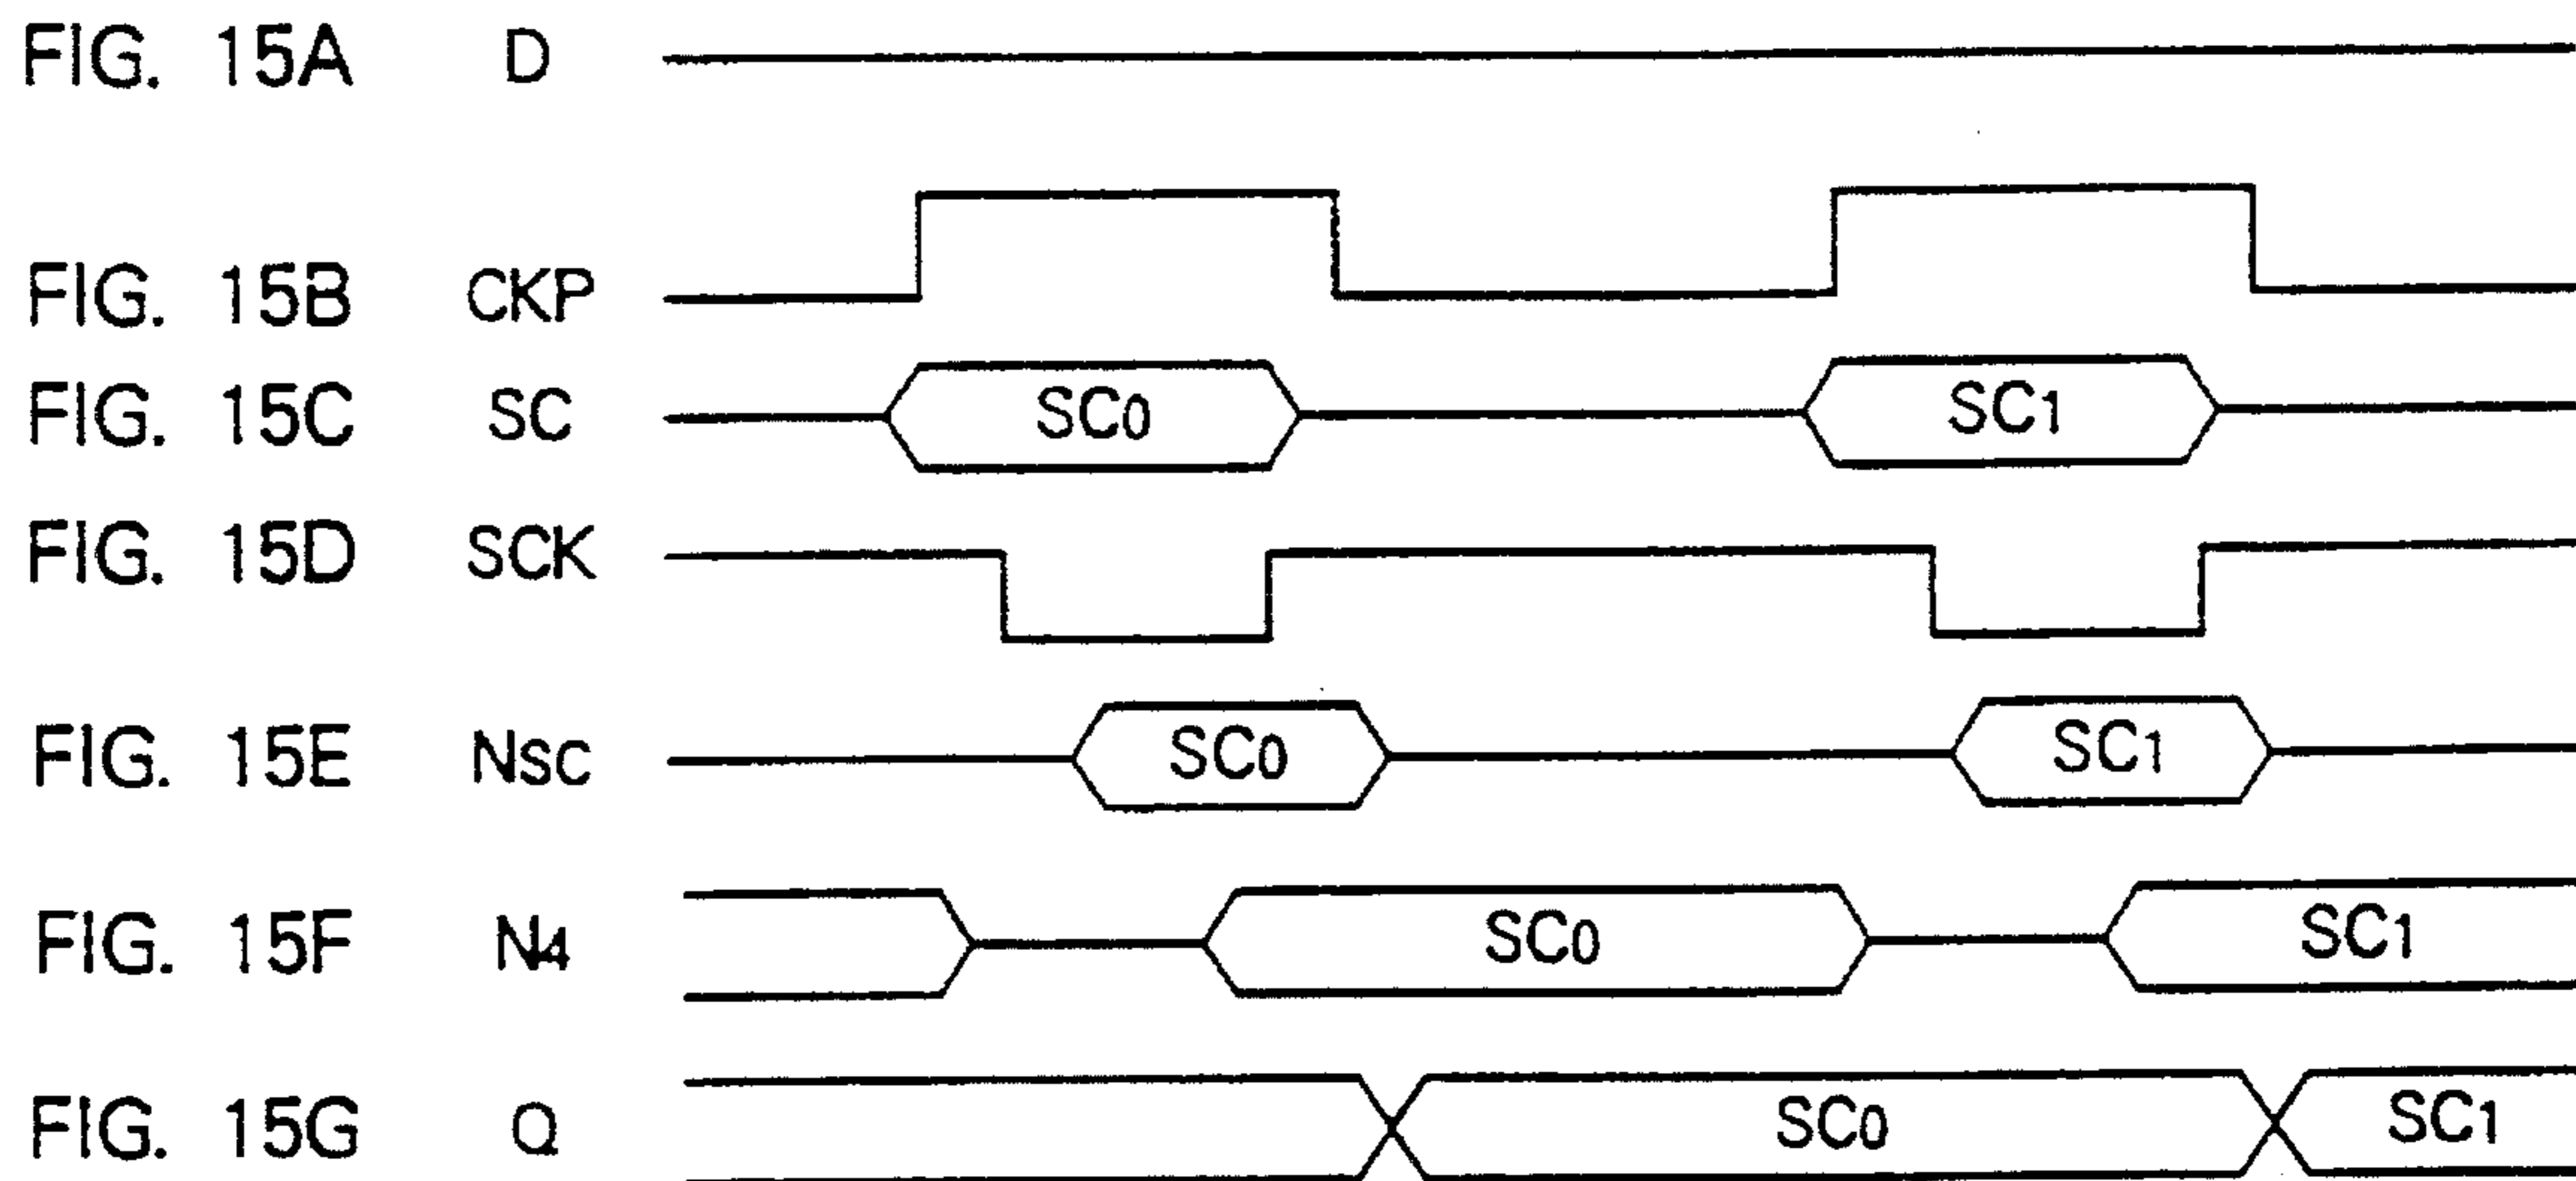 FIG. 15A D
FIG. 15B CKP
FIG. 15C SC SC0 SC1
FIG. 15D SCK
FIG. 15E NSC SC0 SC1
FIG. 15F N4 SC0 SC1
FIG. 15G Q SC0 SC1